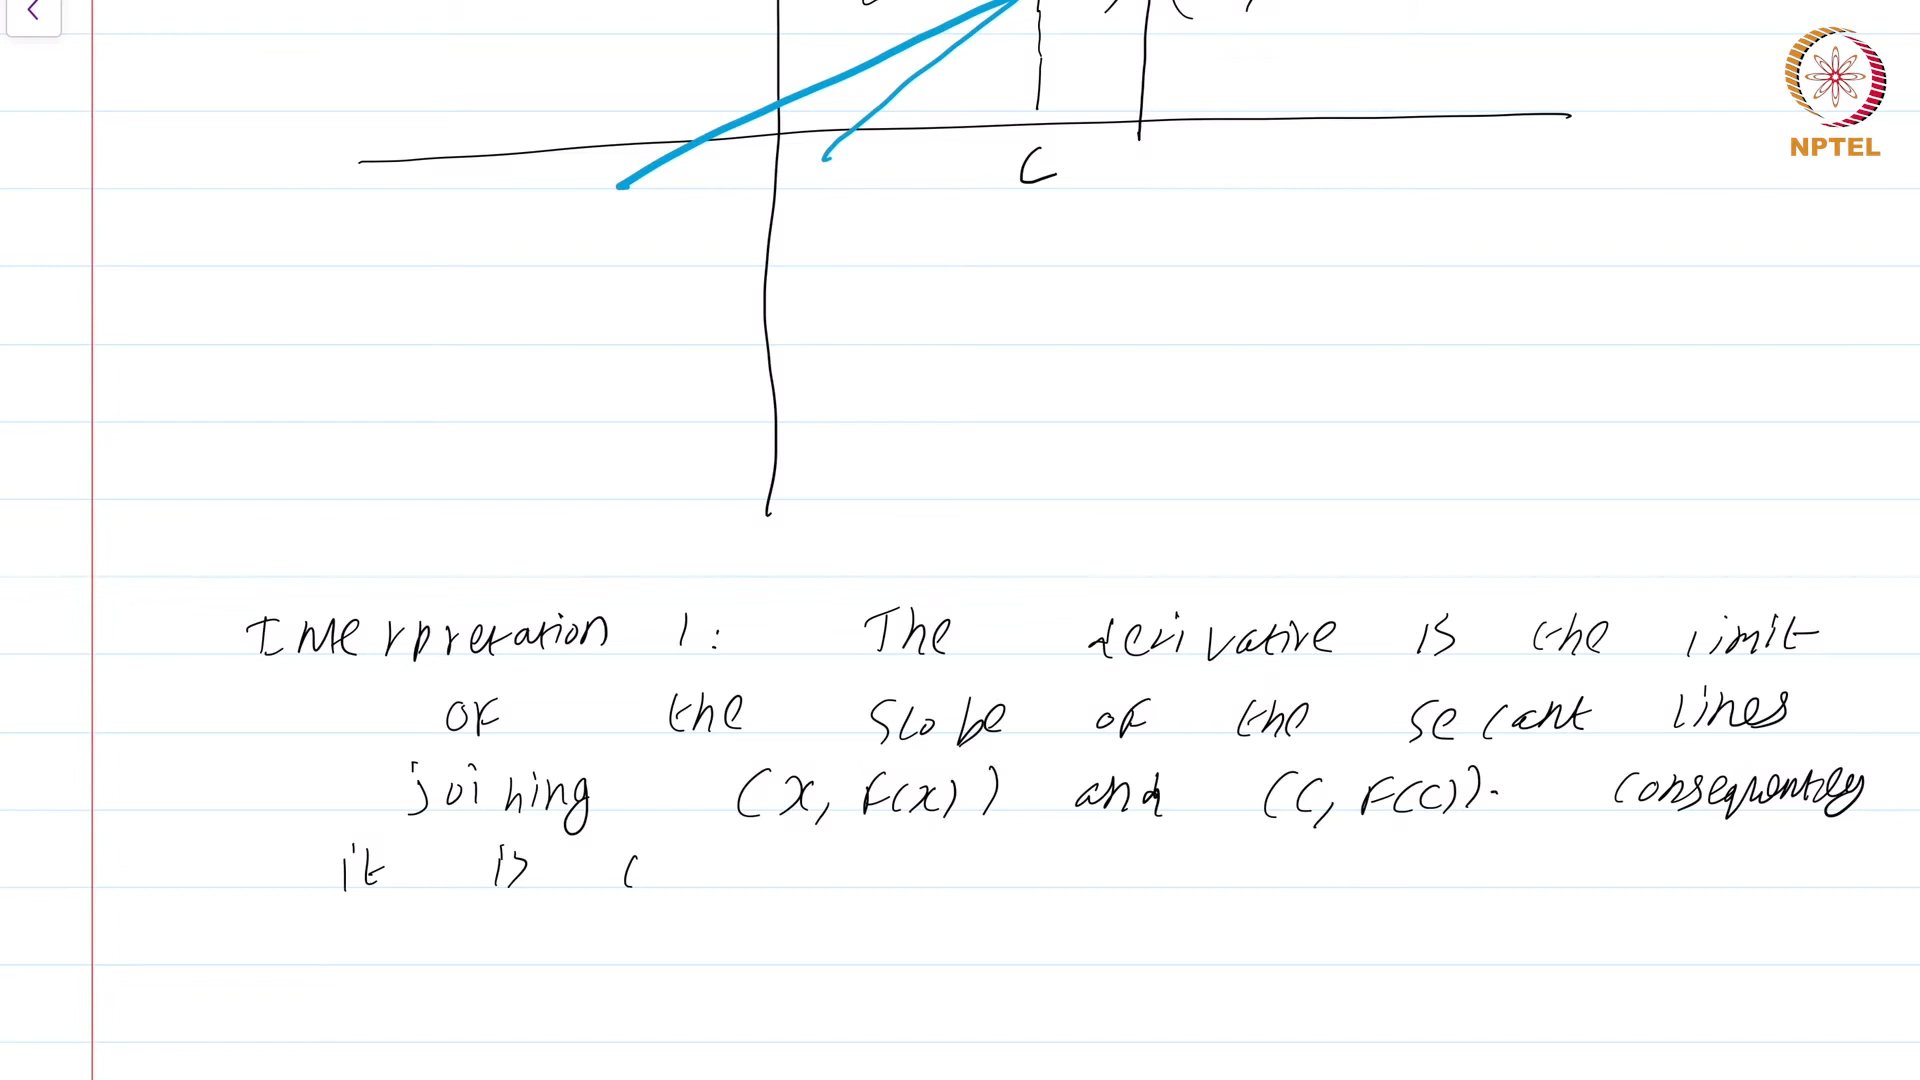 NPTEL
C
Interpretation 1: The derivative is the limit
of the slope of the secant lines
joining (x, F(x)) and (c, F(c)). Consequently
it is